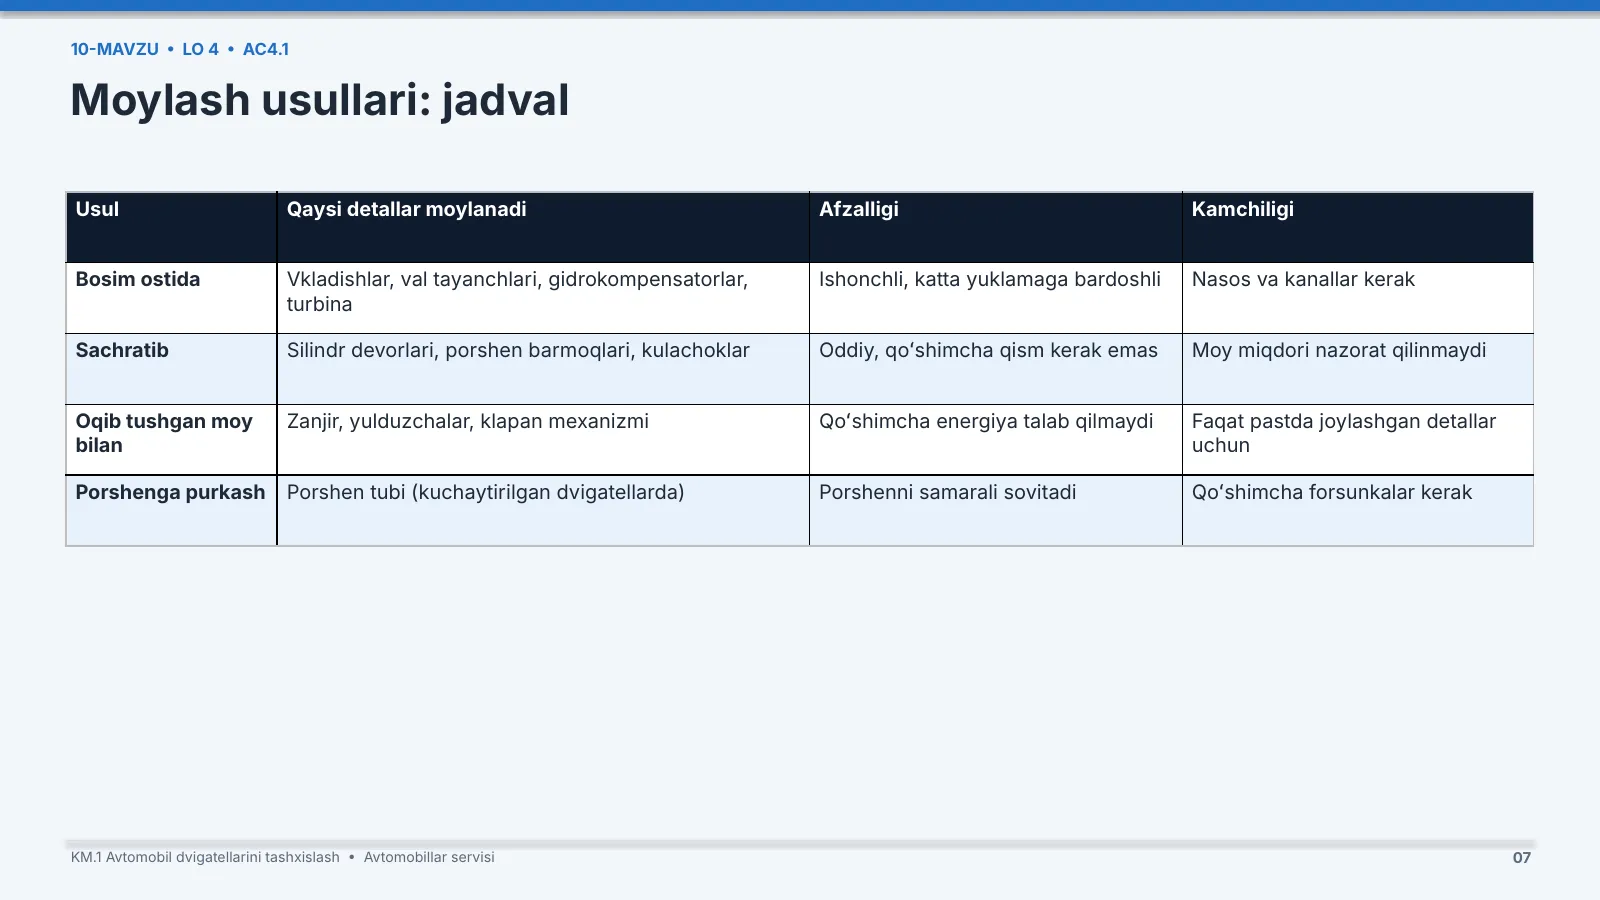 10-MAVZU • LO 4 • AC4.1
Moylash usullari: jadval
Usul
Qaysi detallar moylanadi
Afzalligi
Kamchiligi
Bosim ostida
Vkladishlar, val tayanchlari, gidrokompensatorlar,
turbina
Ishonchli, katta yuklamaga bardoshli
Nasos va kanallar kerak
Sachratib
Silindr devorlari, porshen barmoqlari, kulachoklar
Oddiy, qoʻshimcha qism kerak emas
Moy miqdori nazorat qilinmaydi
Oqib tushgan moy
bilan
Zanjir, yulduzchalar, klapan mexanizmi
Qoʻshimcha energiya talab qilmaydi
Faqat pastda joylashgan detallar
uchun
Porshenga purkash
Porshen tubi (kuchaytirilgan dvigatellarda)
Porshenni samarali sovitadi
Qoʻshimcha forsunkalar kerak
KM.1 Avtomobil dvigatellarini tashxislash • Avtomobillar servisi
07